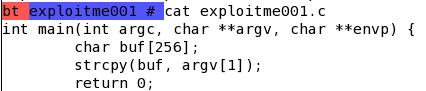 bt exploitme001 # cat exploitme001.c
int main(int argc, char **argv, char **envp) {
        char buf[256];
        strcpy(buf, argv[1]);
        return 0;